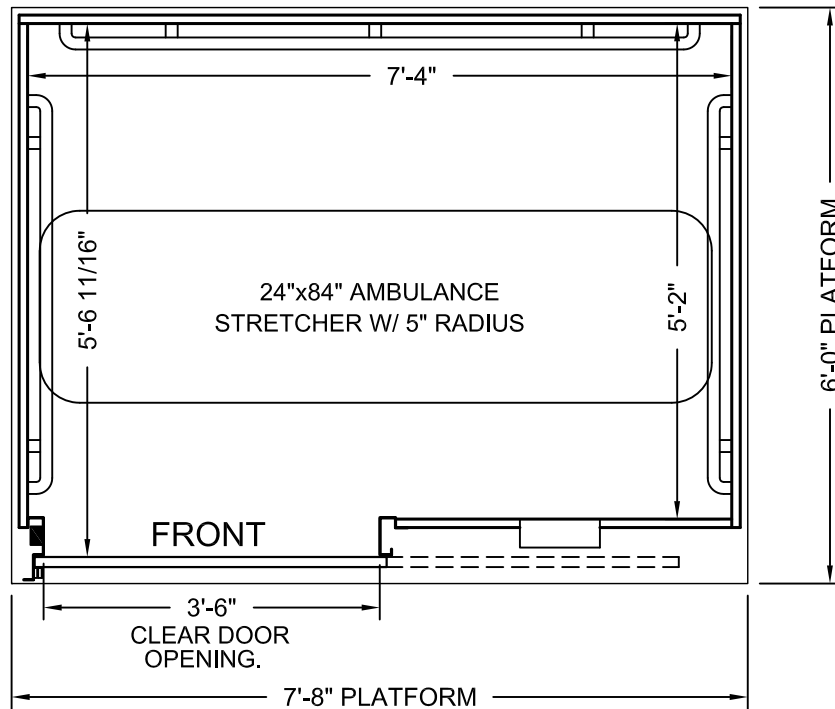 7'-4"
5'-6 11/16"
24"x84" AMBULANCE
STRETCHER W/ 5" RADIUS
5'-2"
6'-0" PLATFORM
FRONT
3'-6"
CLEAR DOOR
OPENING.
7'-8" PLATFORM